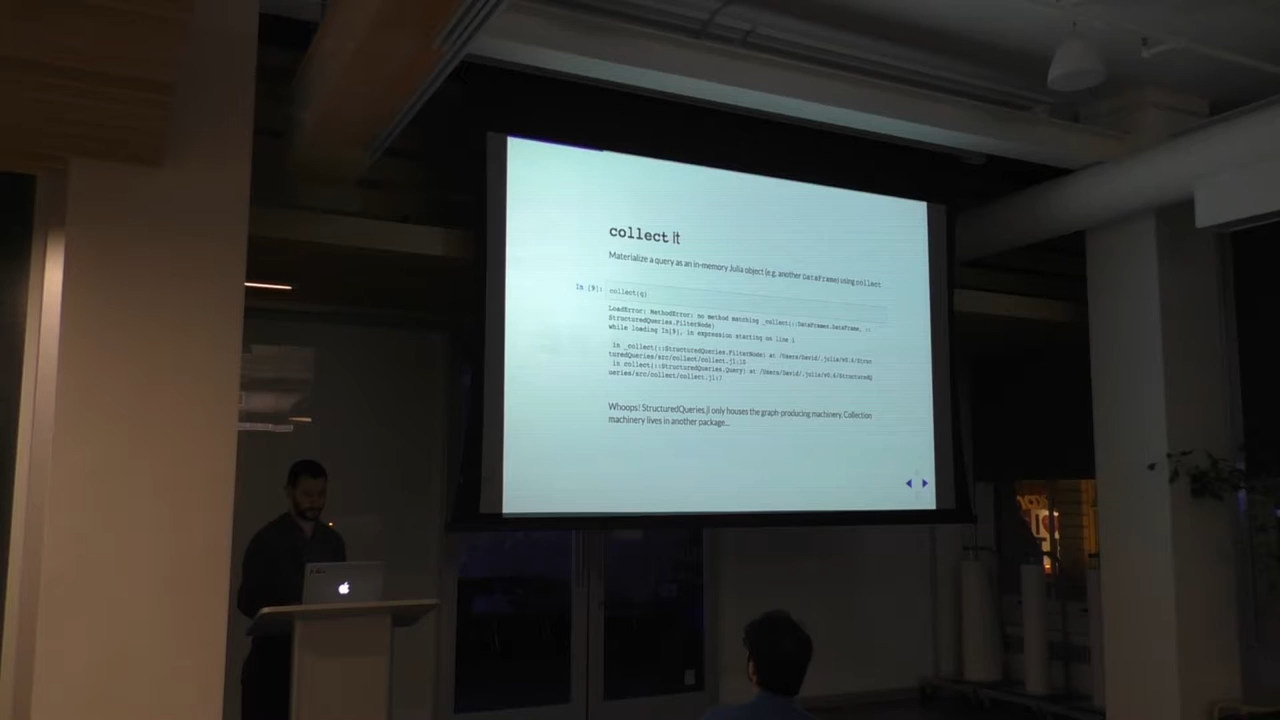 collect it
Materialize a query as an in-memory Julia object (e.g. another DataFrame) using collect
In [9]: collect(q)
LoadError: MethodError: no method matching _collect(::DataFrames.DataFrame, ::
StructuredQueries.FilterNode)
while loading In[9], in expression starting on line 1
in _collect(::StructuredQueries.FilterNode) at /Users/David/.julia/v0.6/Struc
turedQueries/src/collect/collect.jl:18
in collect(::StructuredQueries.Query) at /Users/David/.julia/v0.6/StructuredQ
ueries/src/collect/collect.jl:7
Whoops! StructuredQueries.jl only houses the graph-producing machinery. Collection
machinery lives in another package...
julia